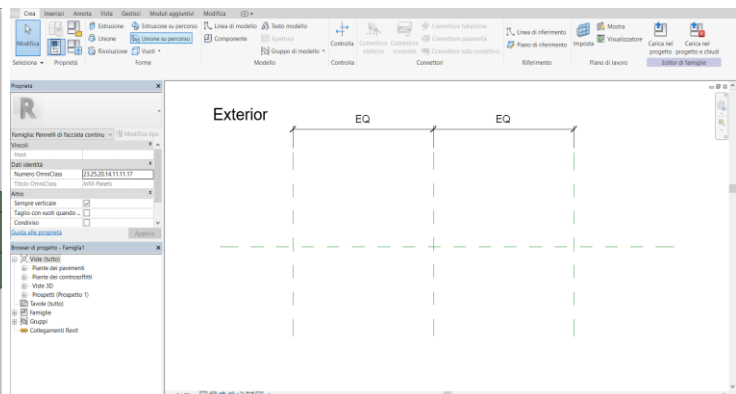 Crea Inserisci Annota Vista Gestisci Moduli aggiuntivi Modifica
Modifica
Estrusione Estrusione su percorso
Unione Unione su percorso
Rivoluzione Vuoti
Linea di modello Testo modello
Componente Apertura
Gruppo di modello
Controlla
Connettore elettrico
Connettore condotto
Connettore tubazione
Connettore passerella
Connettore tubo protettivo
Linea di riferimento
Piano di riferimento
Imposta
Mostra
Visualizzatore
Carica nel progetto
Carica nel progetto e chiudi
Seleziona Proprietà Forme Modello Controlla Connettori Riferimento Piano di lavoro Editor di famiglie
Proprietà
R
Famiglia: Pannelli di facciata continu Modifica tipo
Vincoli
Host
Dati identità
Numero OmniClass 23.25.20.14.11.11.17
Titolo OmniClass Infill Panels
Altro
Sempre verticale
Taglio con vuoti quando ...
Condiviso
Guida alle proprietà Applica
Browser di progetto - Famiglia1
Viste (tutto)
Piante dei pavimenti
Piante dei controsoffitti
Viste 3D
Prospetti (Prospetto 1)
Tavole (tutto)
Famiglie
Gruppi
Collegamenti Revit
Exterior
EQ EQ